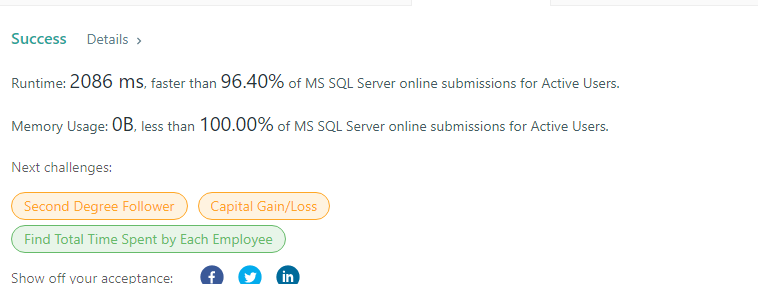 Success Details >
Runtime: 2086 ms, faster than 96.40% of MS SQL Server online submissions for Active Users.
Memory Usage: 0B, less than 100.00% of MS SQL Server online submissions for Active Users.
Next challenges:
Second Degree Follower Capital Gain/Loss
Find Total Time Spent by Each Employee
Show off your acceptance: f in